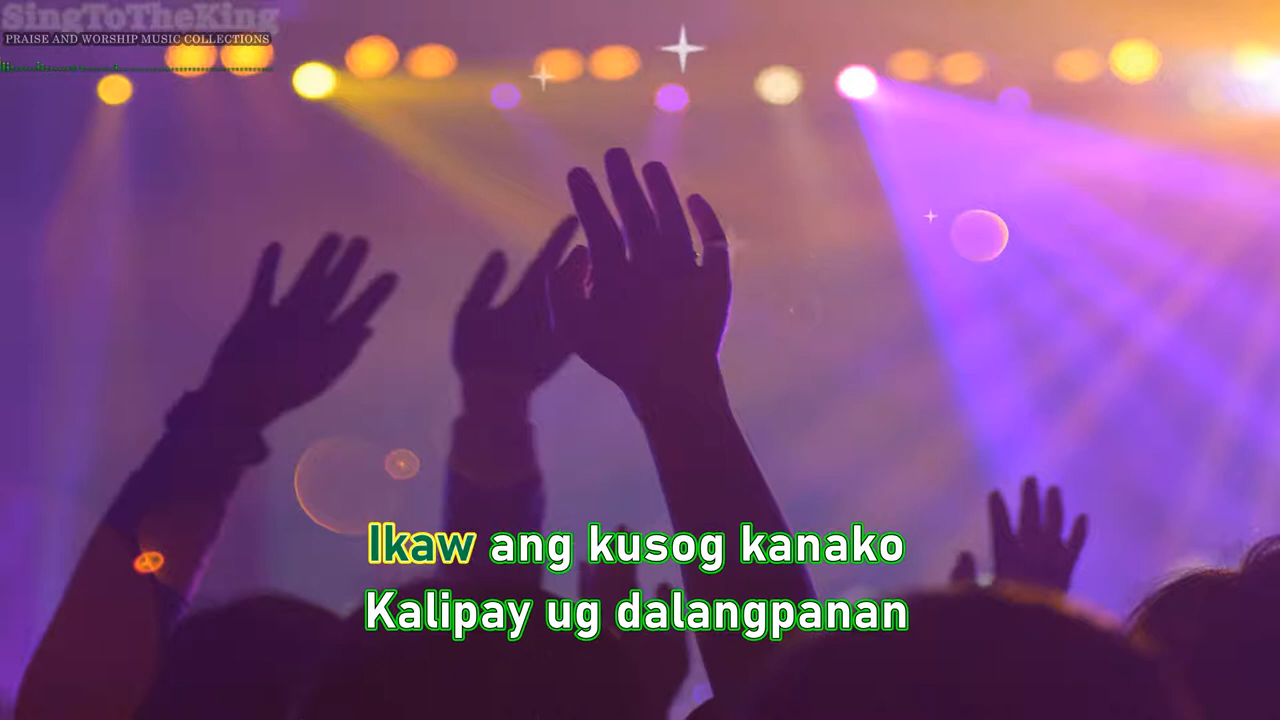 SingToTheKing
PRAISE AND WORSHIP MUSIC COLLECTIONS
Ikaw ang kusog kanako
Kalipay ug dalangpanan